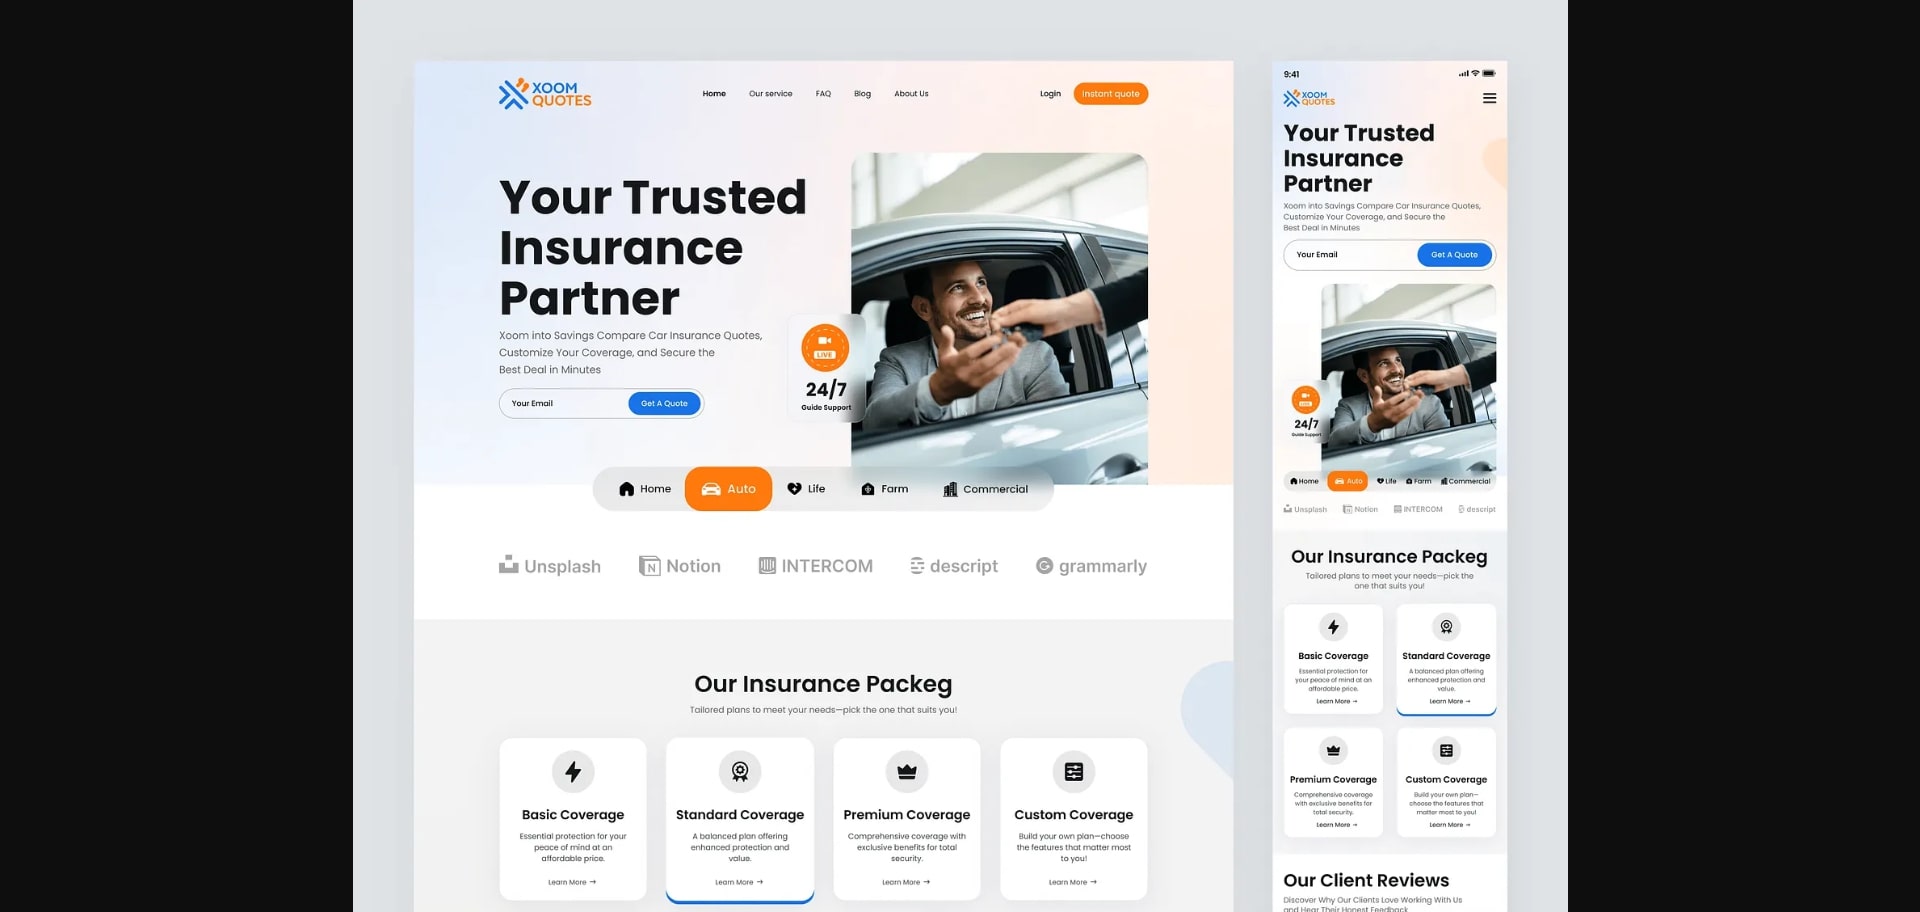 XOOM
QUOTES
Home
Our service
FAQ
Blog
About Us
Login
Instant quote
Your Trusted
Insurance
Partner
Xoom into Savings Compare Car Insurance Quotes,
Customize Your Coverage, and Secure the
Best Deal in Minutes
Your Email
Get A Quote
LIVE
24/7
Guide Support
Home
Auto
Life
Farm
Commercial
Unsplash
Notion
INTERCOM
descript
grammarly
Our Insurance Packeg
Tailored plans to meet your needs—pick the one that suits you!
Basic Coverage
Essential protection for your
peace of mind at an
affordable price.
Learn More →
Standard Coverage
A balanced plan offering
enhanced protection and
value.
Learn More →
Premium Coverage
Comprehensive coverage with
exclusive benefits for total
security.
Learn More →
Custom Coverage
Build your own plan—choose
the features that matter most
to you!
Learn More →
9:41
XOOM
QUOTES
Your Trusted
Insurance
Partner
Xoom into Savings Compare Car Insurance Quotes,
Customize Your Coverage, and Secure the
Best Deal in Minutes
Your Email
Get A Quote
LIVE
24/7
Guide Support
Home
Auto
Life
Farm
Commercial
Unsplash
Notion
INTERCOM
descript
Our Insurance Packeg
Tailored plans to meet your needs—pick the
one that suits you!
Basic Coverage
Essential protection for
your peace of mind at an
affordable price.
Learn More →
Standard Coverage
A balanced plan offering
enhanced protection and
value.
Learn More →
Premium Coverage
Comprehensive coverage
with exclusive benefits for
total security.
Learn More →
Custom Coverage
Build your own plan—
choose the features that
matter most to you!
Learn More →
Our Client Reviews
Discover Why Our Clients Love Working With Us
and Hear Their Honest Feedback